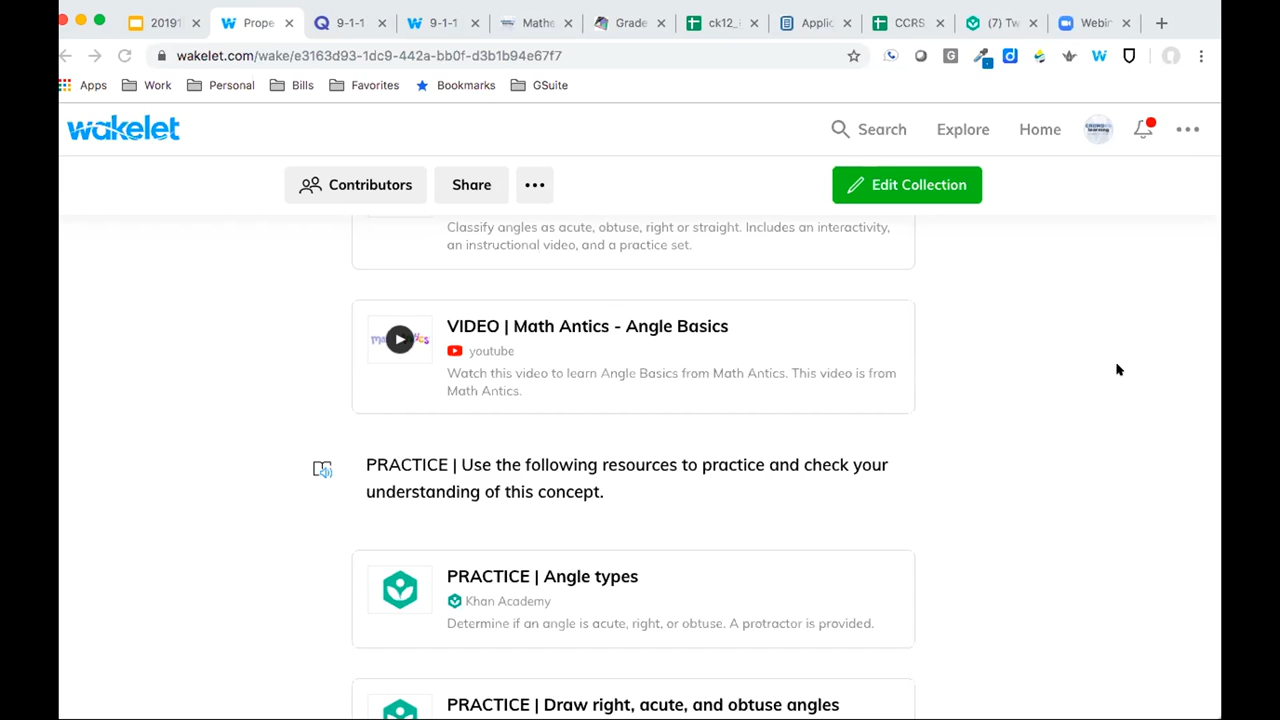 20191
Prope
9-1-1
9-1-1
Mathe
Grade
ck12_
Applic
CCRS
(7) Tw
Webin
wakelet.com/wake/e3163d93-1dc9-442a-bb0f-d3b1b94e67f7
Apps
Work
Personal
Bills
Favorites
Bookmarks
GSuite
wakelet
Search
Explore
Home
Contributors
Share
Edit Collection
Classify angles as acute, obtuse, right or straight. Includes an interactivity,
an instructional video, and a practice set.
VIDEO | Math Antics - Angle Basics
youtube
Watch this video to learn Angle Basics from Math Antics. This video is from
Math Antics.
PRACTICE | Use the following resources to practice and check your
understanding of this concept.
PRACTICE | Angle types
Khan Academy
Determine if an angle is acute, right, or obtuse. A protractor is provided.
PRACTICE | Draw right, acute, and obtuse angles